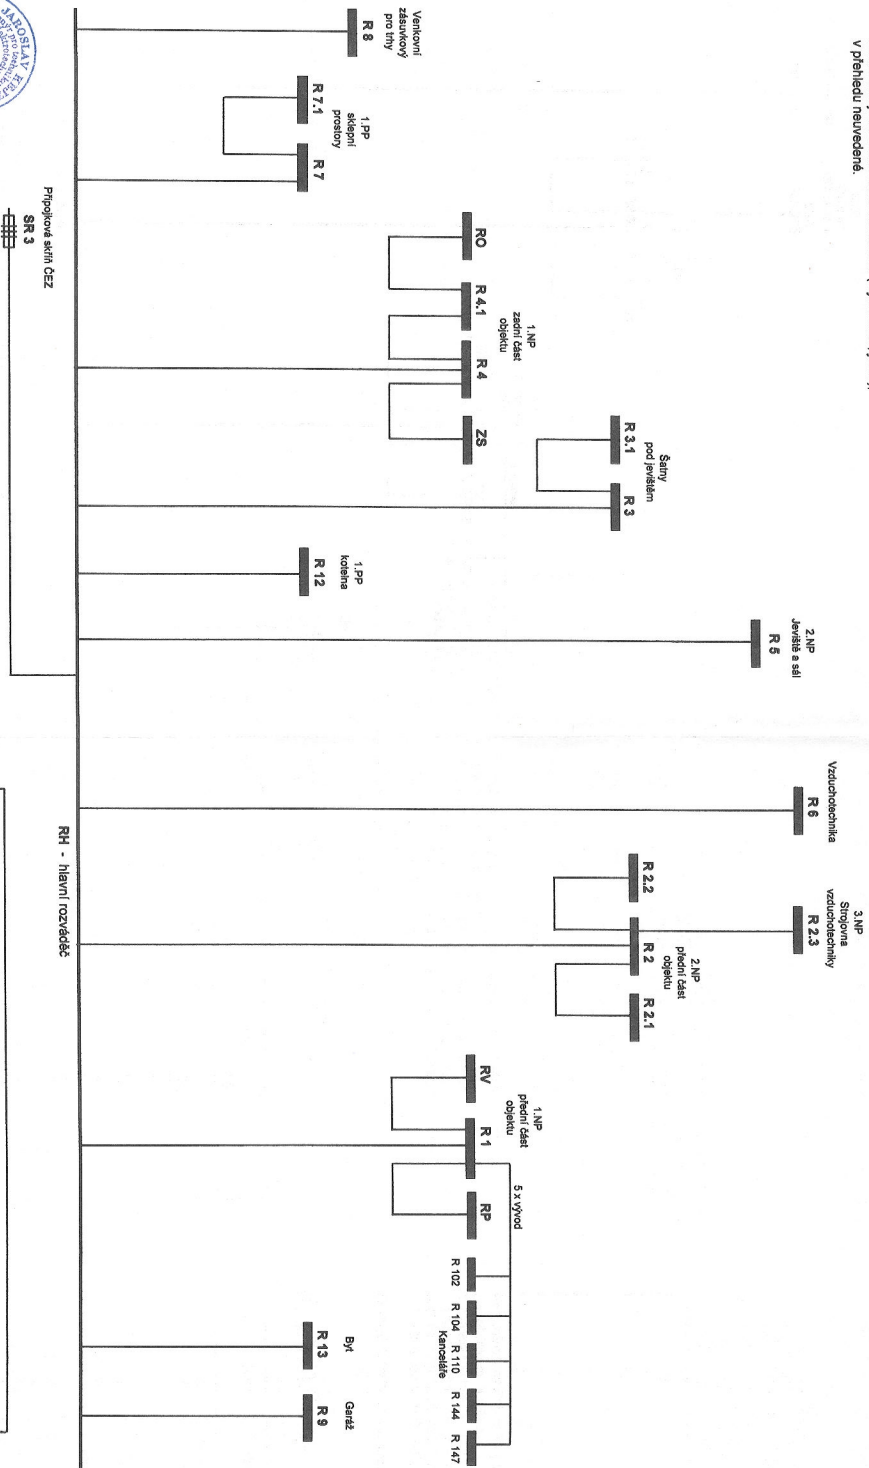 v přehledu neuvedené.
Vzduchotechnika
R 6
3.NP
Strojovna
vzduchotechniky
R 2.3
2.NP
Jeviště a sál
R 5
Šatny
pod jevištěm
R 3.1
R 3
2.NP
přední část
objektu
R 2.2
R 2
R 2.1
1.NP
zadní část
objektu
RO
R 4.1
R 4
ZS
1.NP
přední část
objektu
RV
R 1
RP
5 x vývod
R 102
R 104
R 110
R 144
R 147
Kanceláře
Venkovní
zásuvkový
pro trhy
R 8
1.PP
sklepní
prostory
R 7.1
R 7
1.PP
kotelna
R 12
Byt
R 13
Garáž
R 9
RH - hlavní rozváděč
Přípojková skříň ČEZ
SR 3
JAROSLAV